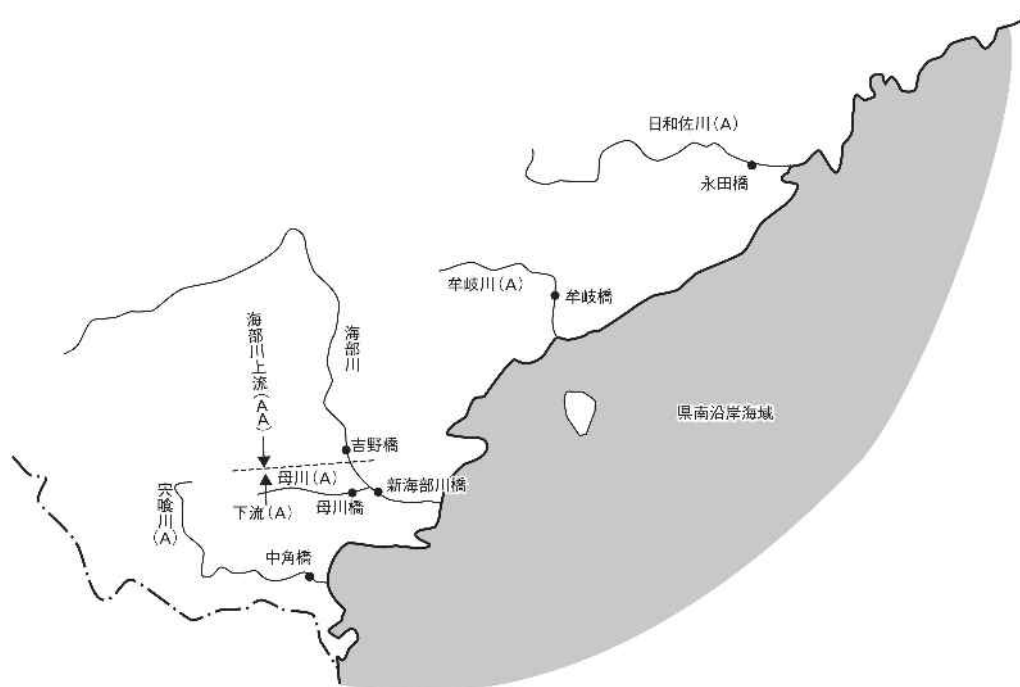 日和佐川(A)
永田橋
牟岐川(A)
牟岐橋
海部川
海部川上流(AA)
県南沿岸海域
吉野橋
母川(A)
新海部川橋
宍喰川(A)
下流(A)
母川橋
中角橋